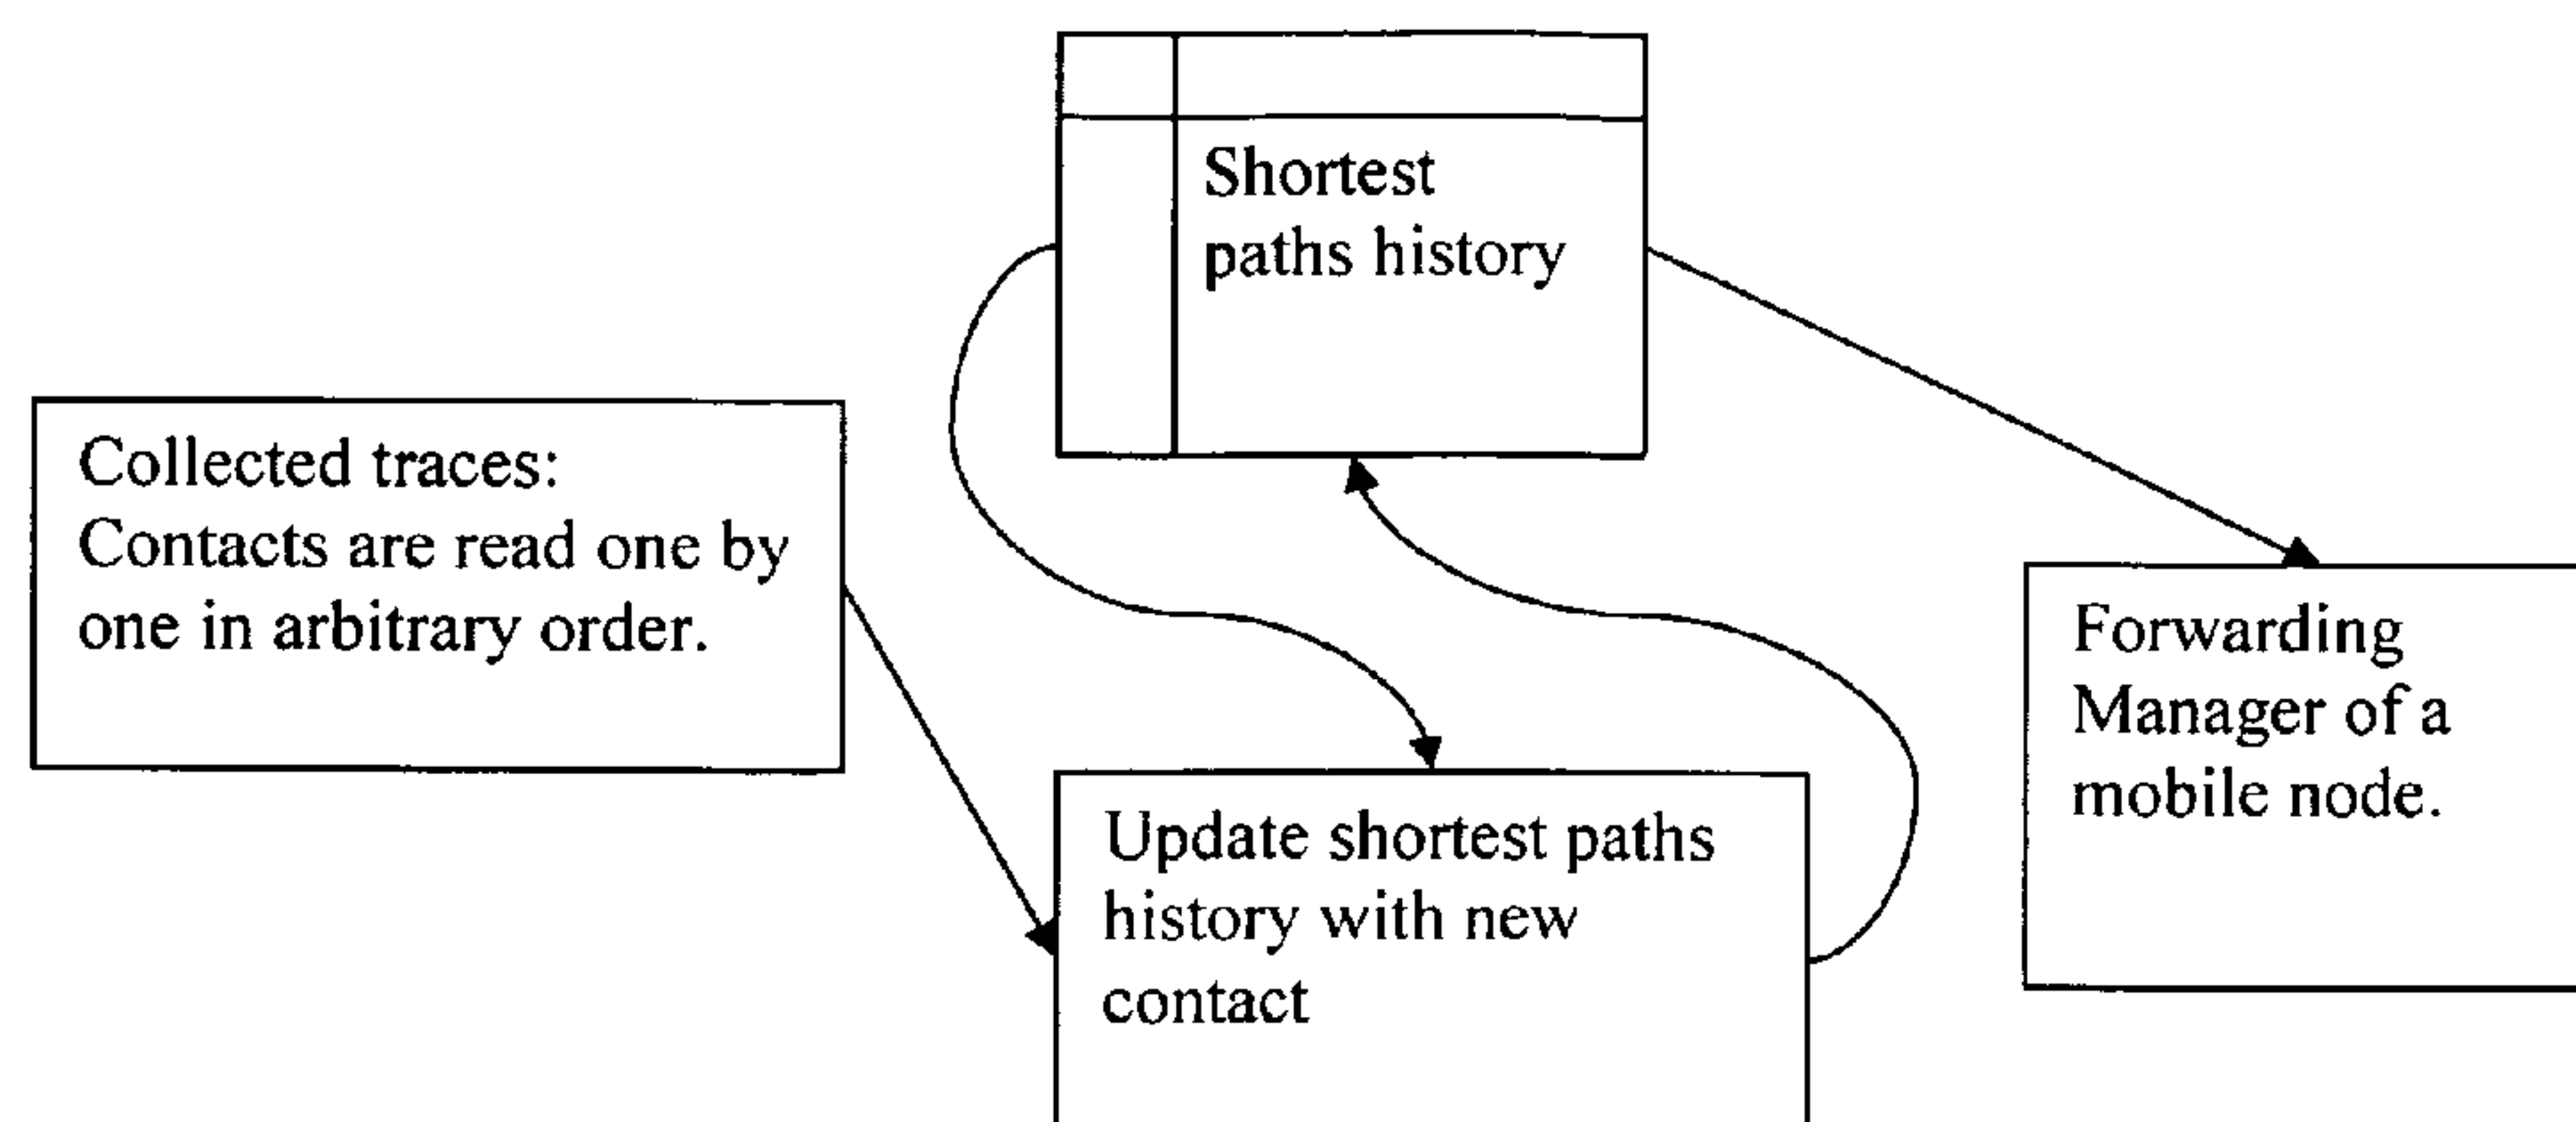 Shortest
paths history
Collected traces:
Contacts are read one by
one in arbitrary order.
Forwarding
Manager of a
mobile node.
Update shortest paths
history with new
contact